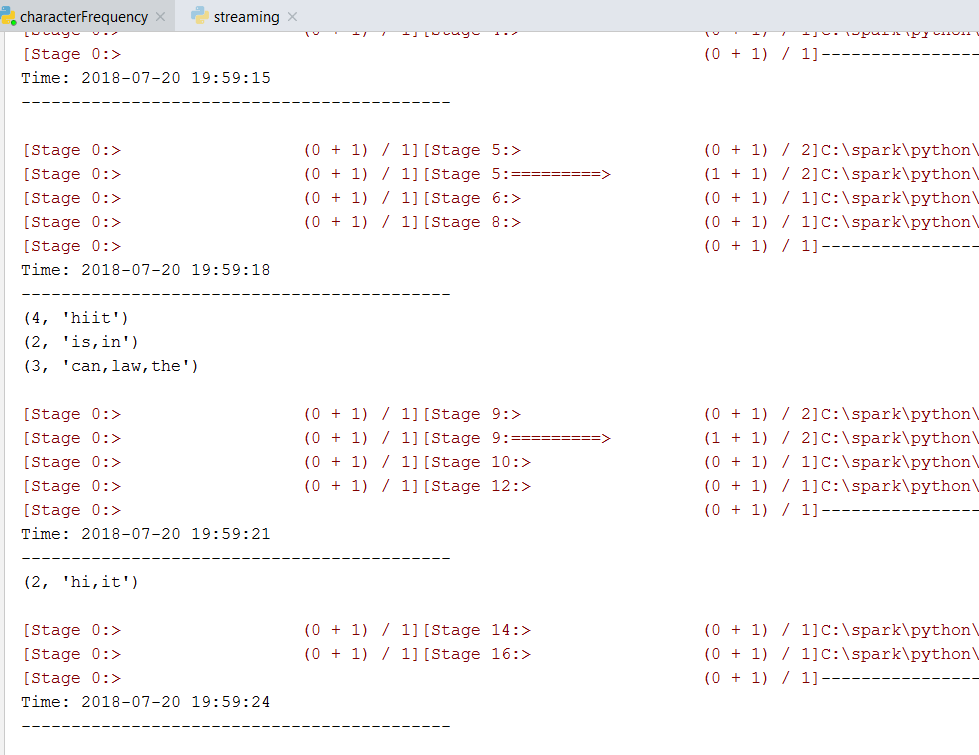 characterFrequency × streaming ×
[Stage 0:> (0 + 1) / 1]-----------------
Time: 2018-07-20 19:59:15
-------------------------------------------
[Stage 0:> (0 + 1) / 1][Stage 5:> (0 + 1) / 2]C:\spark\python\
[Stage 0:> (0 + 1) / 1][Stage 5:=========> (1 + 1) / 2]C:\spark\python\
[Stage 0:> (0 + 1) / 1][Stage 6:> (0 + 1) / 1]C:\spark\python\
[Stage 0:> (0 + 1) / 1][Stage 8:> (0 + 1) / 1]C:\spark\python\
[Stage 0:> (0 + 1) / 1]-----------------
Time: 2018-07-20 19:59:18
-------------------------------------------
(4, 'hiit')
(2, 'is,in')
(3, 'can,law,the')
[Stage 0:> (0 + 1) / 1][Stage 9:> (0 + 1) / 2]C:\spark\python\
[Stage 0:> (0 + 1) / 1][Stage 9:=========> (1 + 1) / 2]C:\spark\python\
[Stage 0:> (0 + 1) / 1][Stage 10:> (0 + 1) / 1]C:\spark\python\
[Stage 0:> (0 + 1) / 1][Stage 12:> (0 + 1) / 1]C:\spark\python\
[Stage 0:> (0 + 1) / 1]-----------------
Time: 2018-07-20 19:59:21
-------------------------------------------
(2, 'hi,it')
[Stage 0:> (0 + 1) / 1][Stage 14:> (0 + 1) / 1]C:\spark\python\
[Stage 0:> (0 + 1) / 1][Stage 16:> (0 + 1) / 1]C:\spark\python\
[Stage 0:> (0 + 1) / 1]-----------------
Time: 2018-07-20 19:59:24
-------------------------------------------